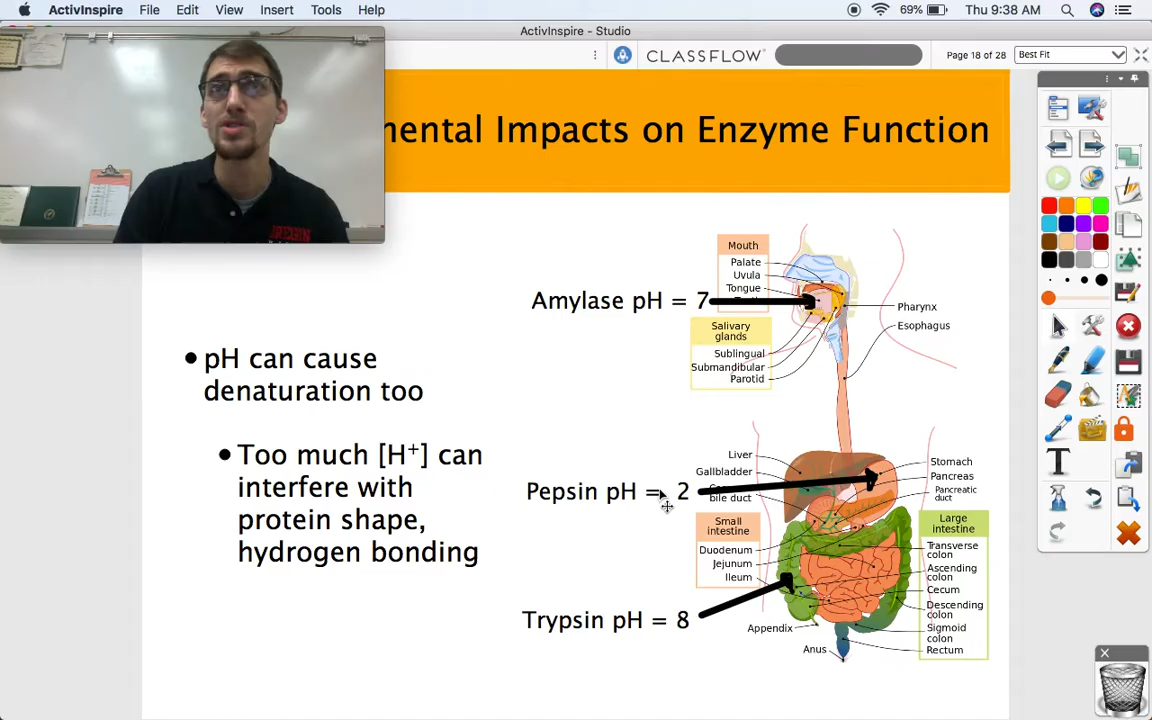 ActivInspire File Edit View Insert Tools Help
69% Thu 9:38 AM
ActivInspire - Studio
CLASSFLOW
Page 18 of 28
Best Fit
mental Impacts on Enzyme Function
• pH can cause
denaturation too
• Too much [H⁺] can
interfere with
protein shape,
hydrogen bonding
Amylase pH = 7
Pepsin pH = 2
Trypsin pH = 8
Mouth
Palate
Uvula
Tongue
Salivary
glands
Sublingual
Submandibular
Parotid
Pharynx
Esophagus
Liver
Gallbladder
bile duct
Small
intestine
Duodenum
Jejunum
Ileum
Appendix
Anus
Stomach
Pancreas
Pancreatic
duct
Large
intestine
Transverse
colon
Ascending
colon
Cecum
Descending
colon
Sigmoid
colon
Rectum